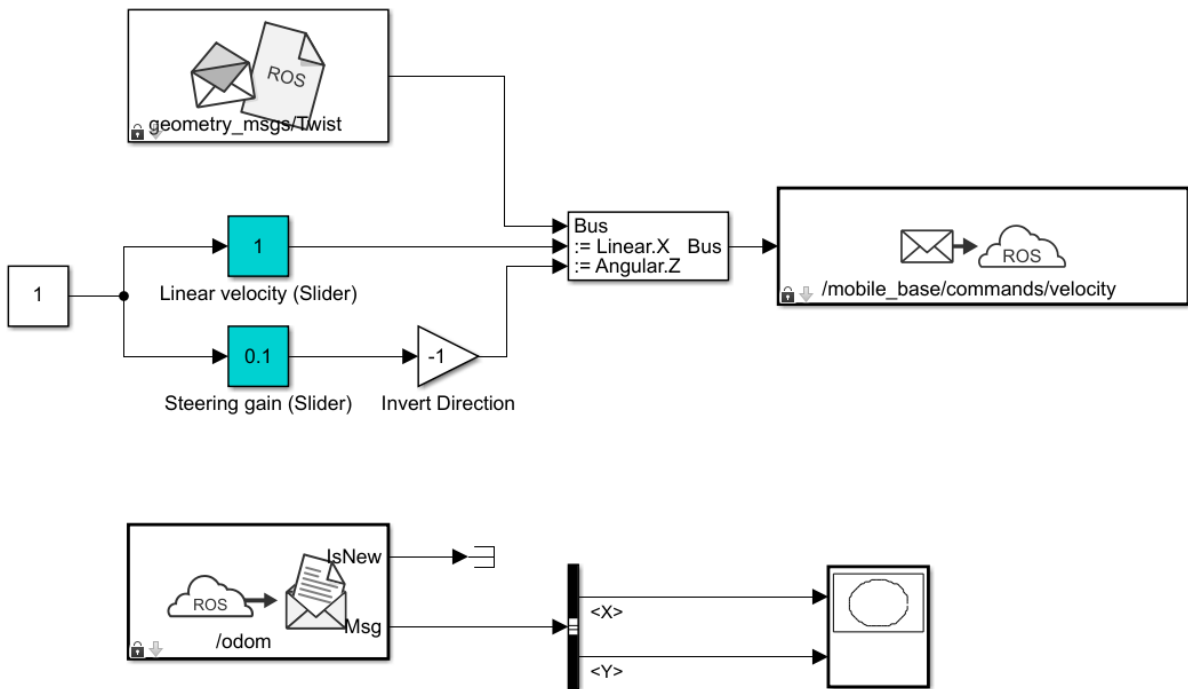 ROS
geometry_msgs/Twist
1
1
Linear velocity (Slider)
0.1
Steering gain (Slider)
-1
Invert Direction
Bus
:= Linear.X Bus
:= Angular.Z
ROS
/mobile_base/commands/velocity
IsNew
ROS
Msg
/odom
<X>
<Y>